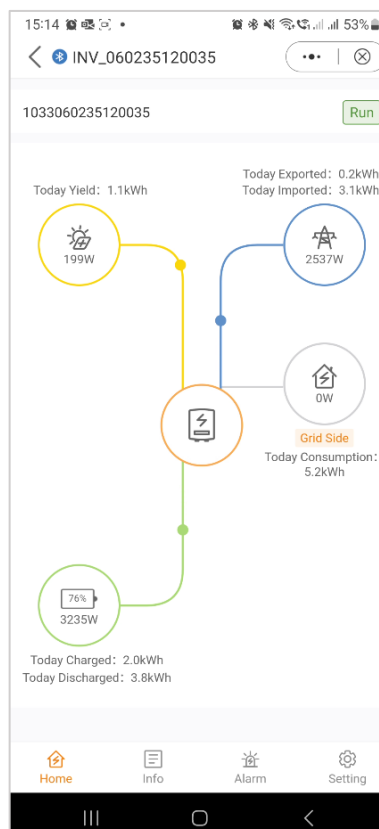 15:14
53%
INV_060235120035
1033060235120035
Run
Today Exported: 0.2kWh
Today Yield: 1.1kWh
Today Imported: 3.1kWh
199W
2537W
0W
Grid Side
Today Consumption:
5.2kWh
76%
3235W
Today Charged: 2.0kWh
Today Discharged: 3.8kWh
Home
Info
Alarm
Setting